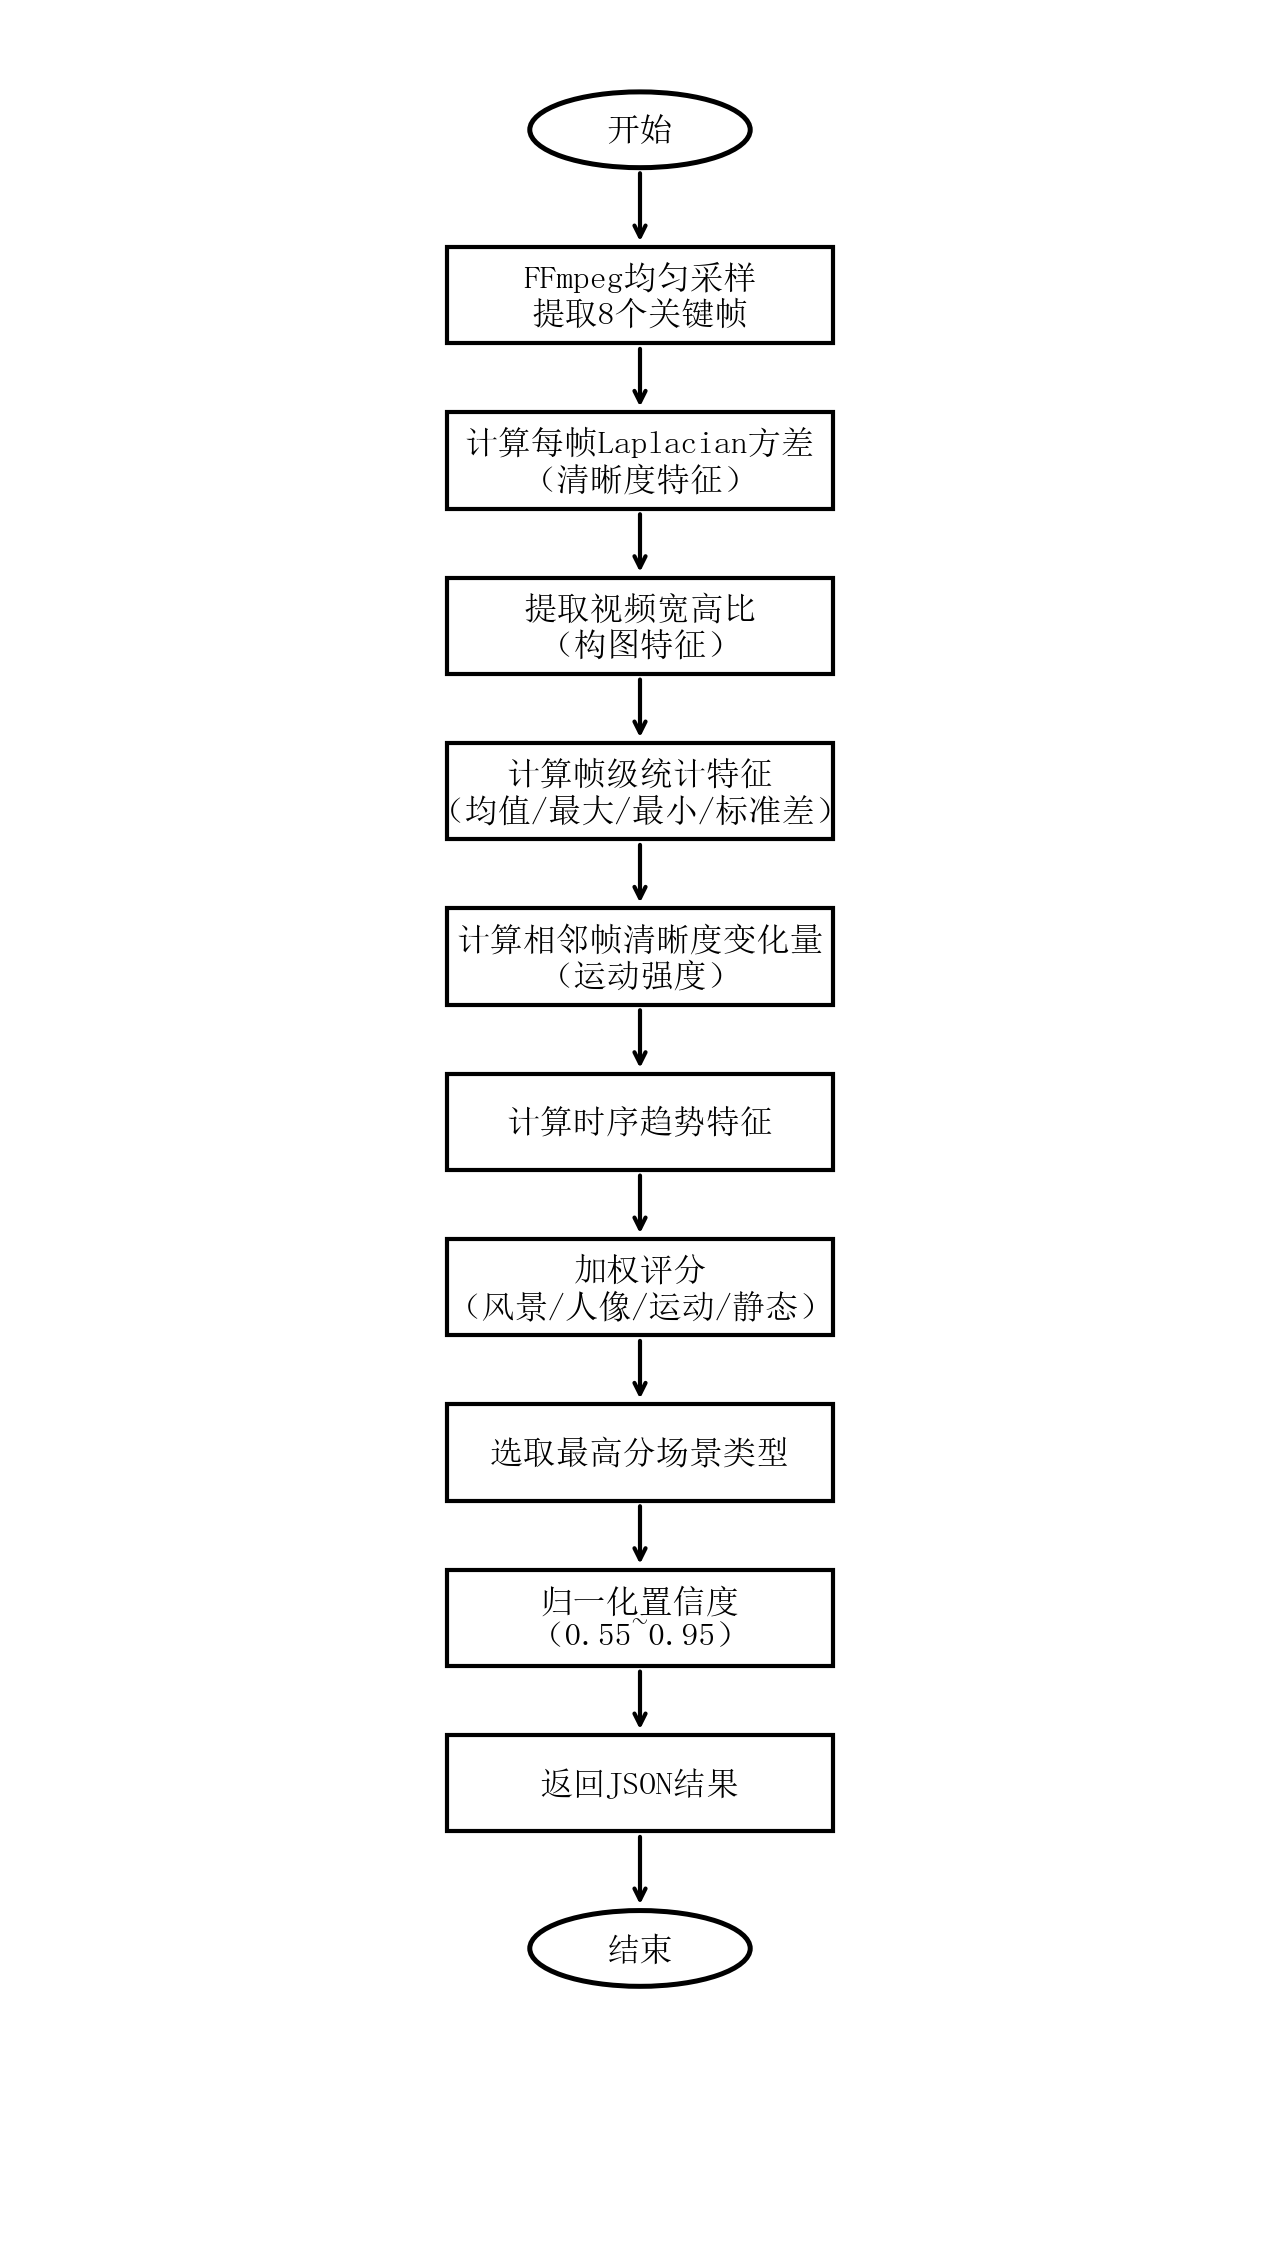 开始
FFmpeg均匀采样
提取8个关键帧
计算每帧Laplacian方差
（清晰度特征）
提取视频宽高比
（构图特征）
计算帧级统计特征
（均值/最大/最小/标准差）
计算相邻帧清晰度变化量
（运动强度）
计算时序趋势特征
加权评分
（风景/人像/运动/静态）
选取最高分场景类型
归一化置信度
（0.55~0.95）
返回JSON结果
结束